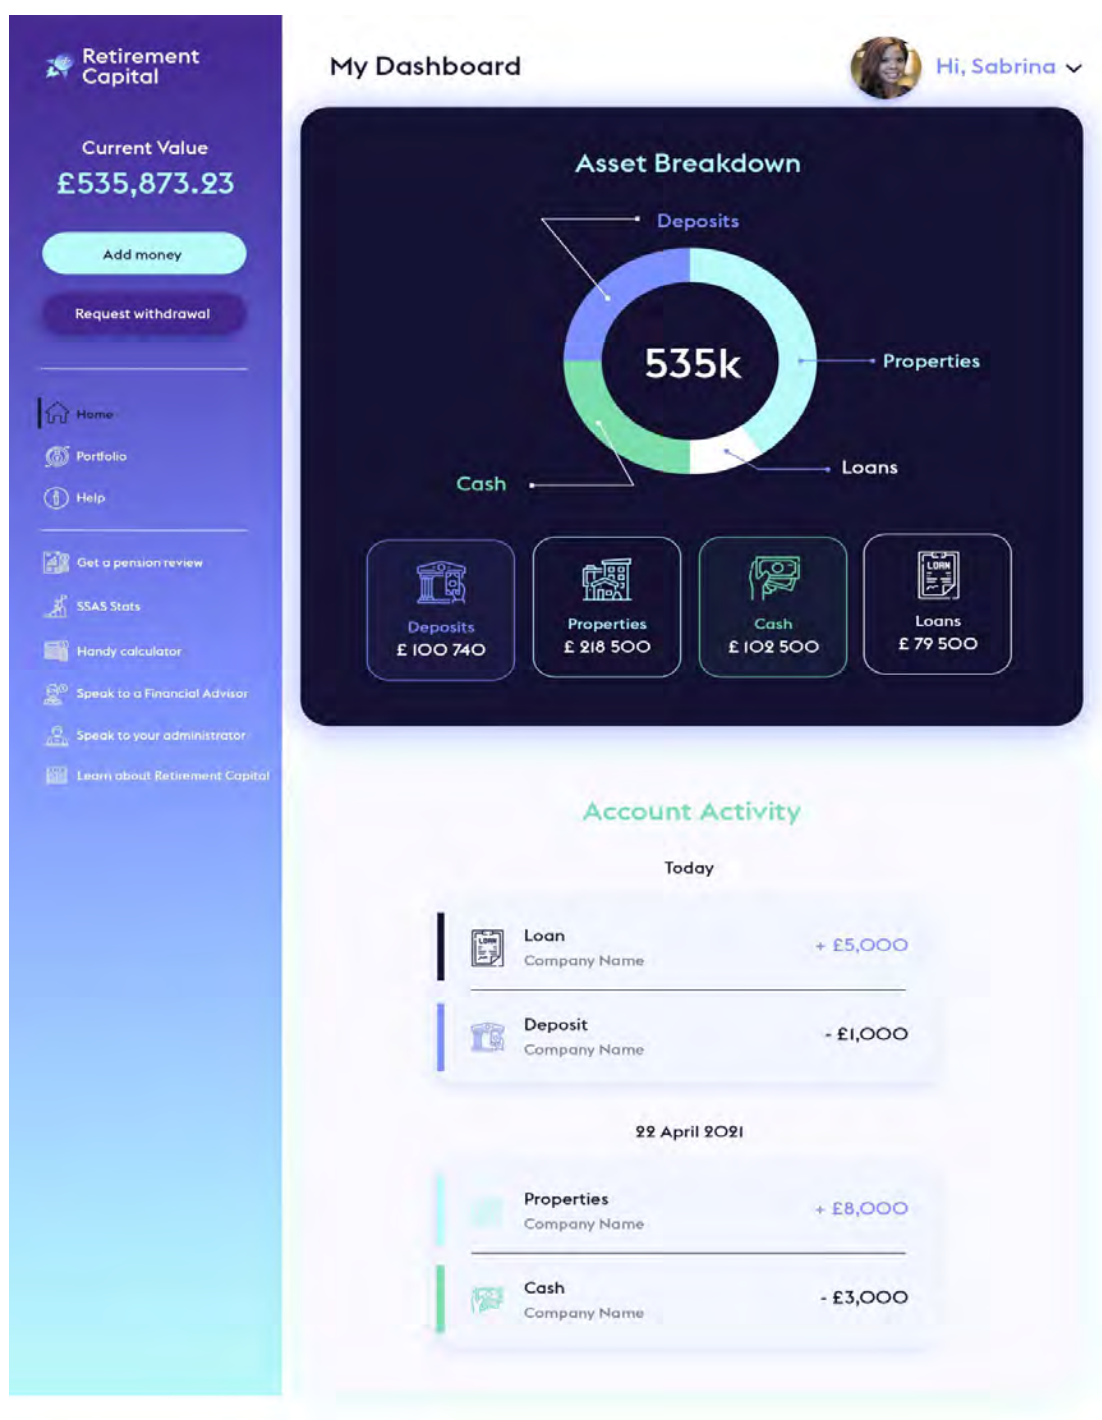 Retirement
Capital
My Dashboard
Hi, Sabrina
Current Value
£535,873.23
Add money
Request withdrawal
Home
Portfolio
Help
Get a pension review
SSAS Stats
Handy calculator
Speak to a Financial Advisor
Speak to your administrator
Learn about Retirement Capital
Asset Breakdown
Deposits
535k
Properties
Loans
Cash
Deposits
£ 100 740
Properties
£ 218 500
Cash
£ 102 500
LOAN
Loans
£ 79 500
Account Activity
Today
LOAN
Loan
Company Name
+ £5,000
Deposit
Company Name
- £1,000
22 April 2021
Properties
Company Name
+ £8,000
Cash
Company Name
- £3,000